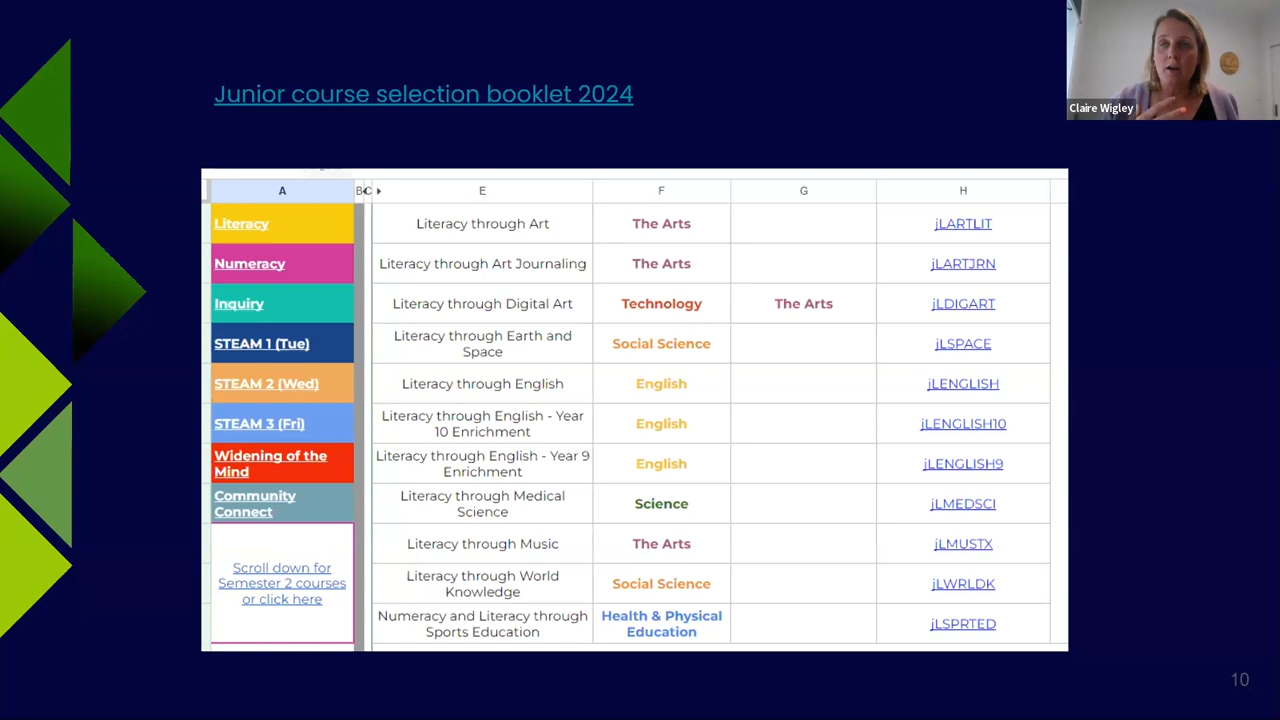 Junior course selection booklet 2024
Claire Wigley
A B C E F G H
Literacy
Literacy through Art The Arts jLARTLIT
Numeracy
Literacy through Art Journaling The Arts jLARTJRN
Inquiry
Literacy through Digital Art Technology The Arts jLDIGART
STEAM 1 (Tue)
Literacy through Earth and
Space
Social Science jLSPACE
STEAM 2 (Wed)
Literacy through English English jLENGLISH
STEAM 3 (Fri)
Literacy through English - Year
10 Enrichment
English jLENGLISH10
Widening of the
Mind
Literacy through English - Year 9
Enrichment
English jLENGLISH9
Community
Connect
Literacy through Medical
Science
Science jLMEDSCI
Scroll down for
Semester 2 courses
or click here
Literacy through Music The Arts jLMUSTX
Literacy through World
Knowledge
Social Science jLWRLDK
Numeracy and Literacy through
Sports Education
Health & Physical
Education
jLSPRTED
10